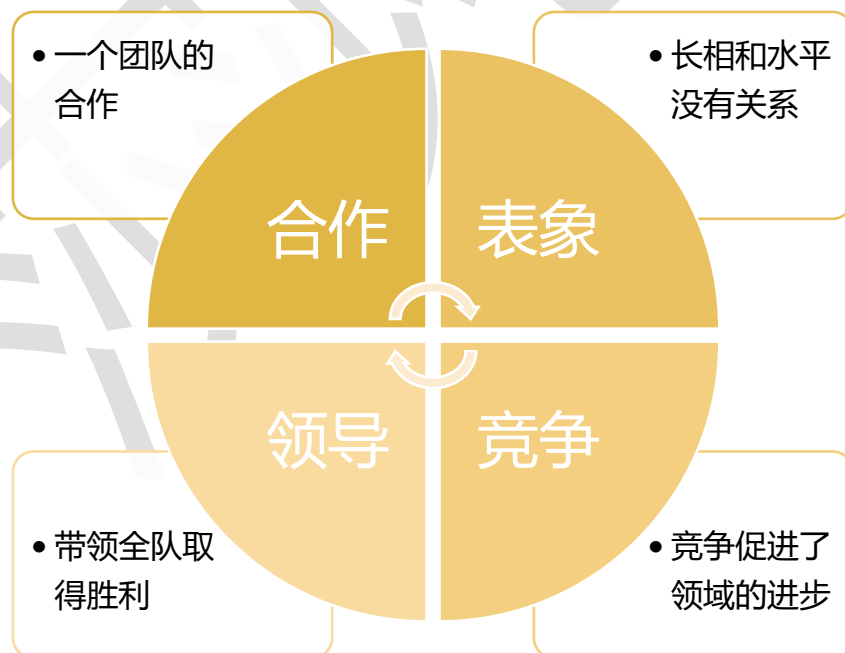 • 一个团队的
合作
• 长相和水平
没有关系
合作
表象
领导
竞争
• 带领全队取
得胜利
• 竞争促进了
领域的进步